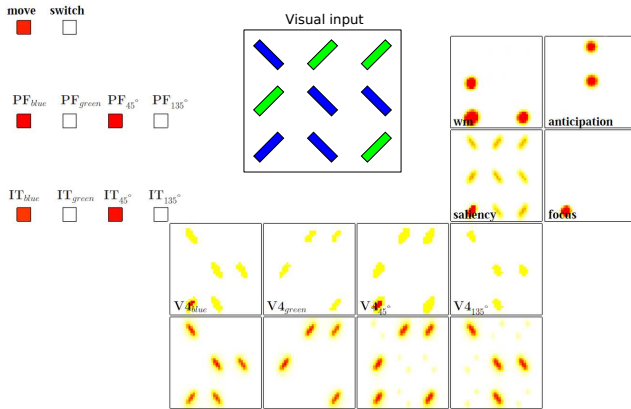 move switch
Visual input
PF_blue PF_green PF_45° PF_135°
wm anticipation
IT_blue IT_green IT_45° IT_135°
saliency focus
V4_blue V4_green V4_45° V4_135°